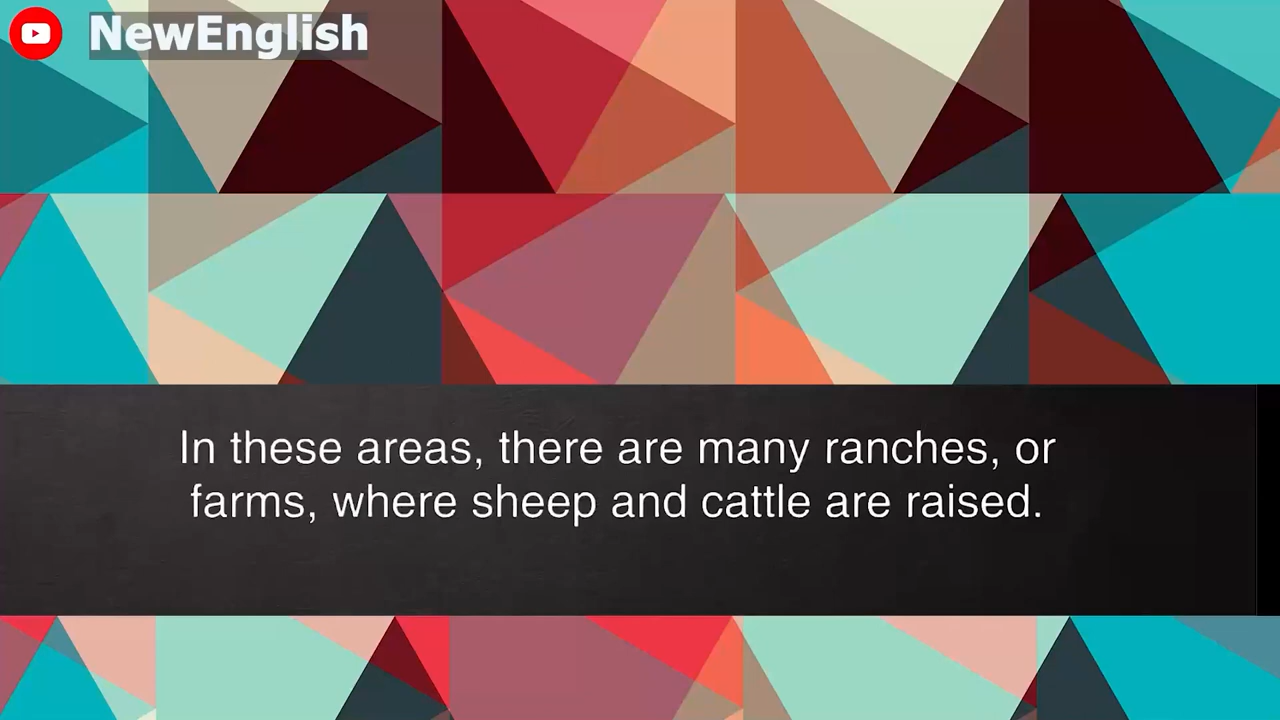 NewEnglish
In these areas, there are many ranches, or
farms, where sheep and cattle are raised.